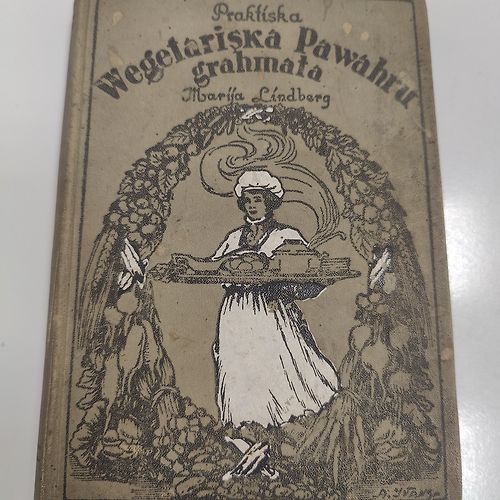 Praktiska
Wegetariska Pawahru
grahmata
Marija Lindberg